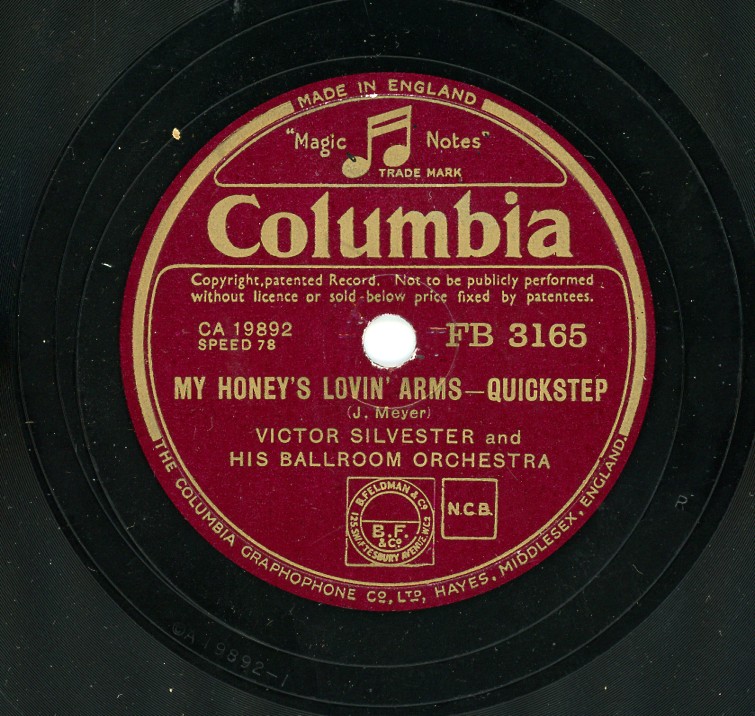 MADE IN ENGLAND
"Magic Notes"
TRADE MARK
Columbia
Copyright, patented Record. Not to be publicly performed
without licence or sold below price fixed by patentees.
CA 19892
SPEED 78
FB 3165
MY HONEY'S LOVIN' ARMS—QUICKSTEP
(J. Meyer)
VICTOR SILVESTER and
HIS BALLROOM ORCHESTRA
B. FELDMAN & Co
B.F.
& Co.
125, SHAFTESBURY AVENUE, W.C.2
N.C.B.
THE COLUMBIA GRAPHOPHONE CO., LTD., HAYES, MIDDLESEX, ENGLAND.
R
CA 19892-1